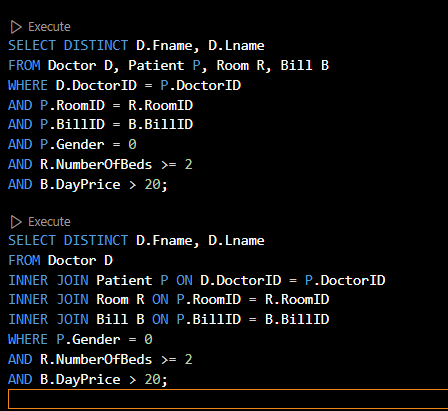 Execute
SELECT DISTINCT D.Fname, D.Lname
FROM Doctor D, Patient P, Room R, Bill B
WHERE D.DoctorID = P.DoctorID
AND P.RoomID = R.RoomID
AND P.BillID = B.BillID
AND P.Gender = 0
AND R.NumberOfBeds >= 2
AND B.DayPrice > 20;
Execute
SELECT DISTINCT D.Fname, D.Lname
FROM Doctor D
INNER JOIN Patient P ON D.DoctorID = P.DoctorID
INNER JOIN Room R ON P.RoomID = R.RoomID
INNER JOIN Bill B ON P.BillID = B.BillID
WHERE P.Gender = 0
AND R.NumberOfBeds >= 2
AND B.DayPrice > 20;